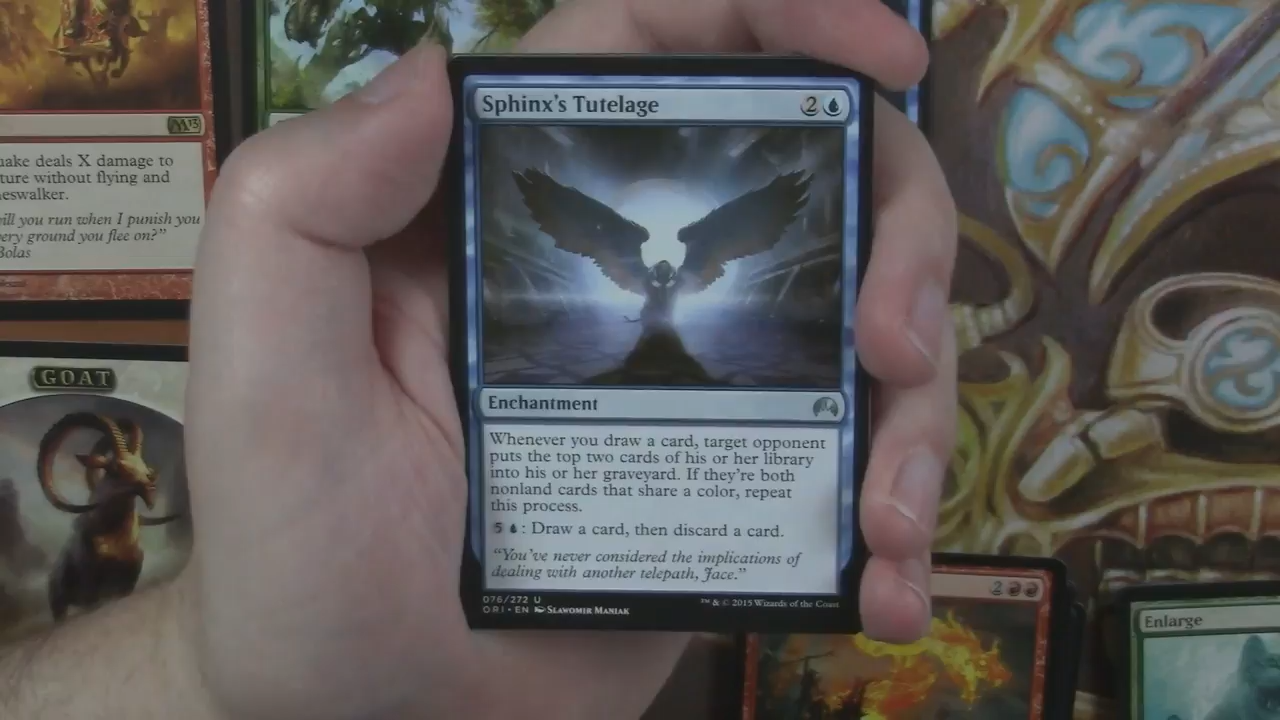 Sphinx's Tutelage 2
Enchantment
Whenever you draw a card, target opponent
puts the top two cards of his or her library
into his or her graveyard. If they're both
nonland cards that share a color, repeat
this process.
5 : Draw a card, then discard a card.
"You've never considered the implications of
dealing with another telepath, Jace."
076/272 U
ORI • EN Slawomir Maniak
™ & © 2015 Wizards of the Coast
M13
uake deals X damage to
ture without flying and
neswalker.
ill you run when I punish you
ery ground you flee on?"
Bolas
GOAT
2
Enlarge